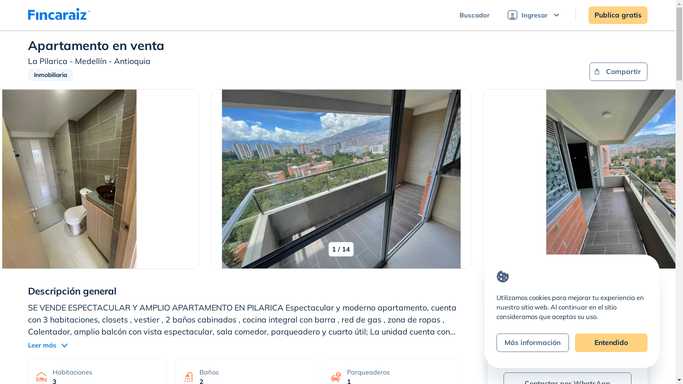 Fincaraiz
Buscador
Ingresar
Publica gratis
Apartamento en venta
La Pilarica - Medellín - Antioquia
Inmobiliaria
Compartir
1 / 14
Descripción general
SE VENDE ESPECTACULAR Y AMPLIO APARTAMENTO EN PILARICA Espectacular y moderno apartamento, cuenta
con 3 habitaciones, closets , vestier , 2 baños cabinados , cocina integral con barra , red de gas , zona de ropas ,
Calentador, amplio balcón con vista espectacular, sala comedor, parqueadero y cuarto útil; La unidad cuenta con...
Leer más
Habitaciones
3
Baños
2
Parqueaderos
1
Utilizamos cookies para mejorar tu experiencia en
nuestro sitio web. Al continuar en el sitio
consideramos que aceptas su uso.
Más información
Entendido
Contactar por WhatsApp